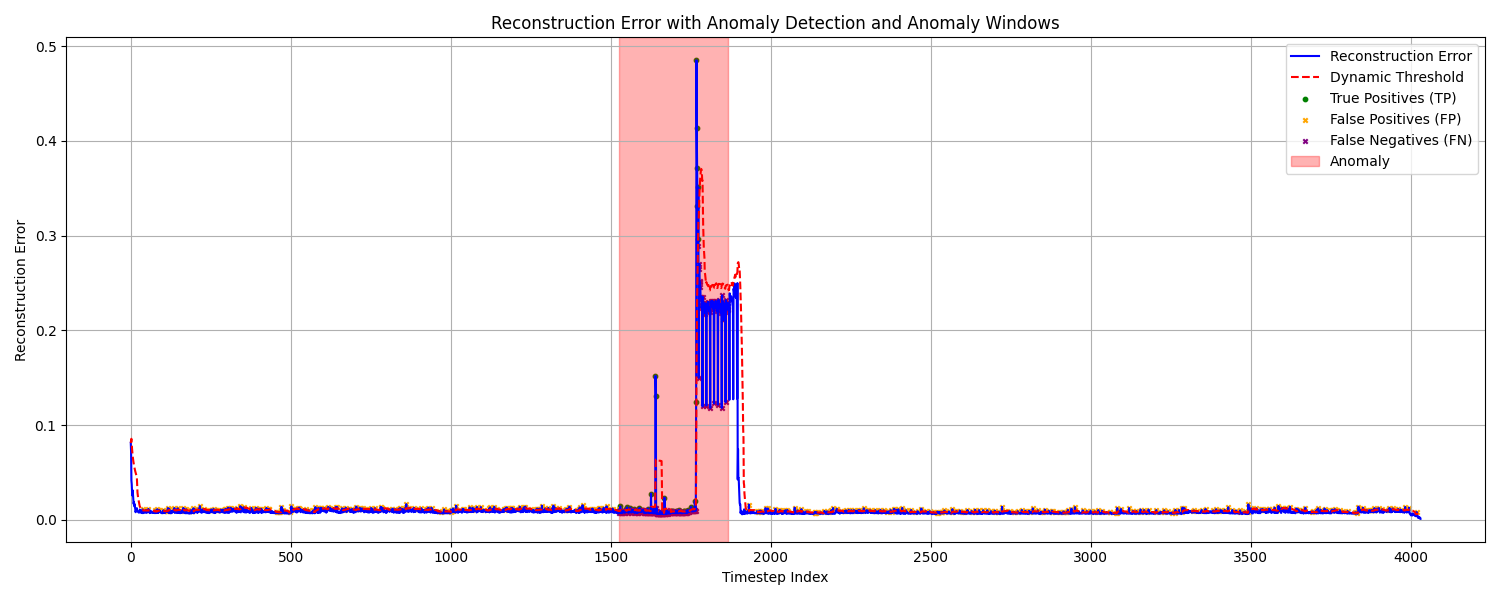 Reconstruction Error with Anomaly Detection and Anomaly Windows
Reconstruction Error
0.5
0.4
0.3
0.2
0.1
0.0
Reconstruction Error
Dynamic Threshold
True Positives (TP)
False Positives (FP)
False Negatives (FN)
Anomaly
0
500
1000
1500
2000
2500
3000
3500
4000
Timestep Index